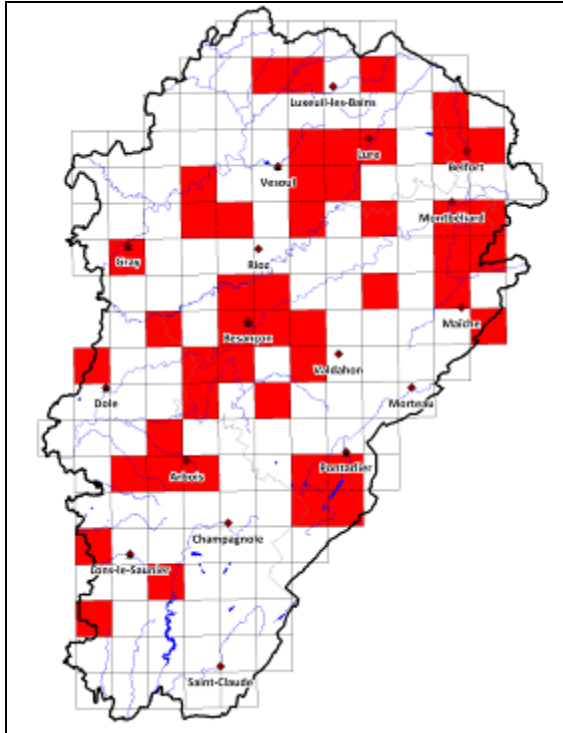 Luxeuil-les-Bains
Lure
Belfort
Vesoul
Montbéliard
Gray
Rioz
Maîche
Besançon
Valdahon
Dole
Morteau
Pontarlier
Arbois
Champagnole
Lons-le-Saunier
Saint-Claude